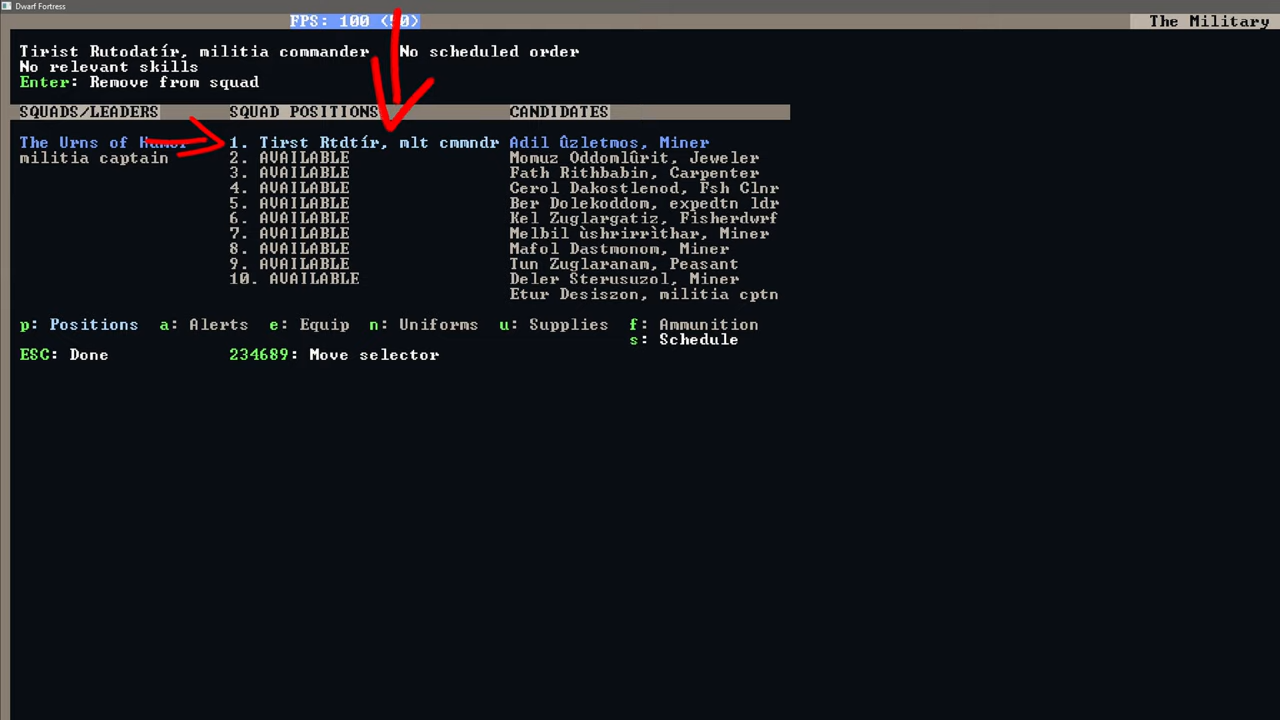 Dwarf Fortress
FPS: 100 (50) The Military
Tirist Rutodatír, militia commander No scheduled order
No relevant skills
Enter: Remove from squad
SQUADS/LEADERS SQUAD POSITIONS CANDIDATES
The Urns of Humor 1. Tirst Rtdtír, mlt cmmndr Adil Ûzletmos, Miner
militia captain 2. AVAILABLE Momuz Oddomlûrit, Jeweler
3. AVAILABLE Fath Rithbabin, Carpenter
4. AVAILABLE Cerol Dakostlenod, Fsh Clnr
5. AVAILABLE Ber Dolekoddom, expedtn ldr
6. AVAILABLE Kel Zuglargatiz, Fisherdwrf
7. AVAILABLE Melbil ùshrirrìthar, Miner
8. AVAILABLE Mafol Dastmonom, Miner
9. AVAILABLE Tun Zuglaranam, Peasant
10. AVAILABLE Deler Sterusuzol, Miner
Etur Desiszon, militia cptn
p: Positions a: Alerts e: Equip n: Uniforms u: Supplies f: Ammunition
s: Schedule
ESC: Done 234689: Move selector